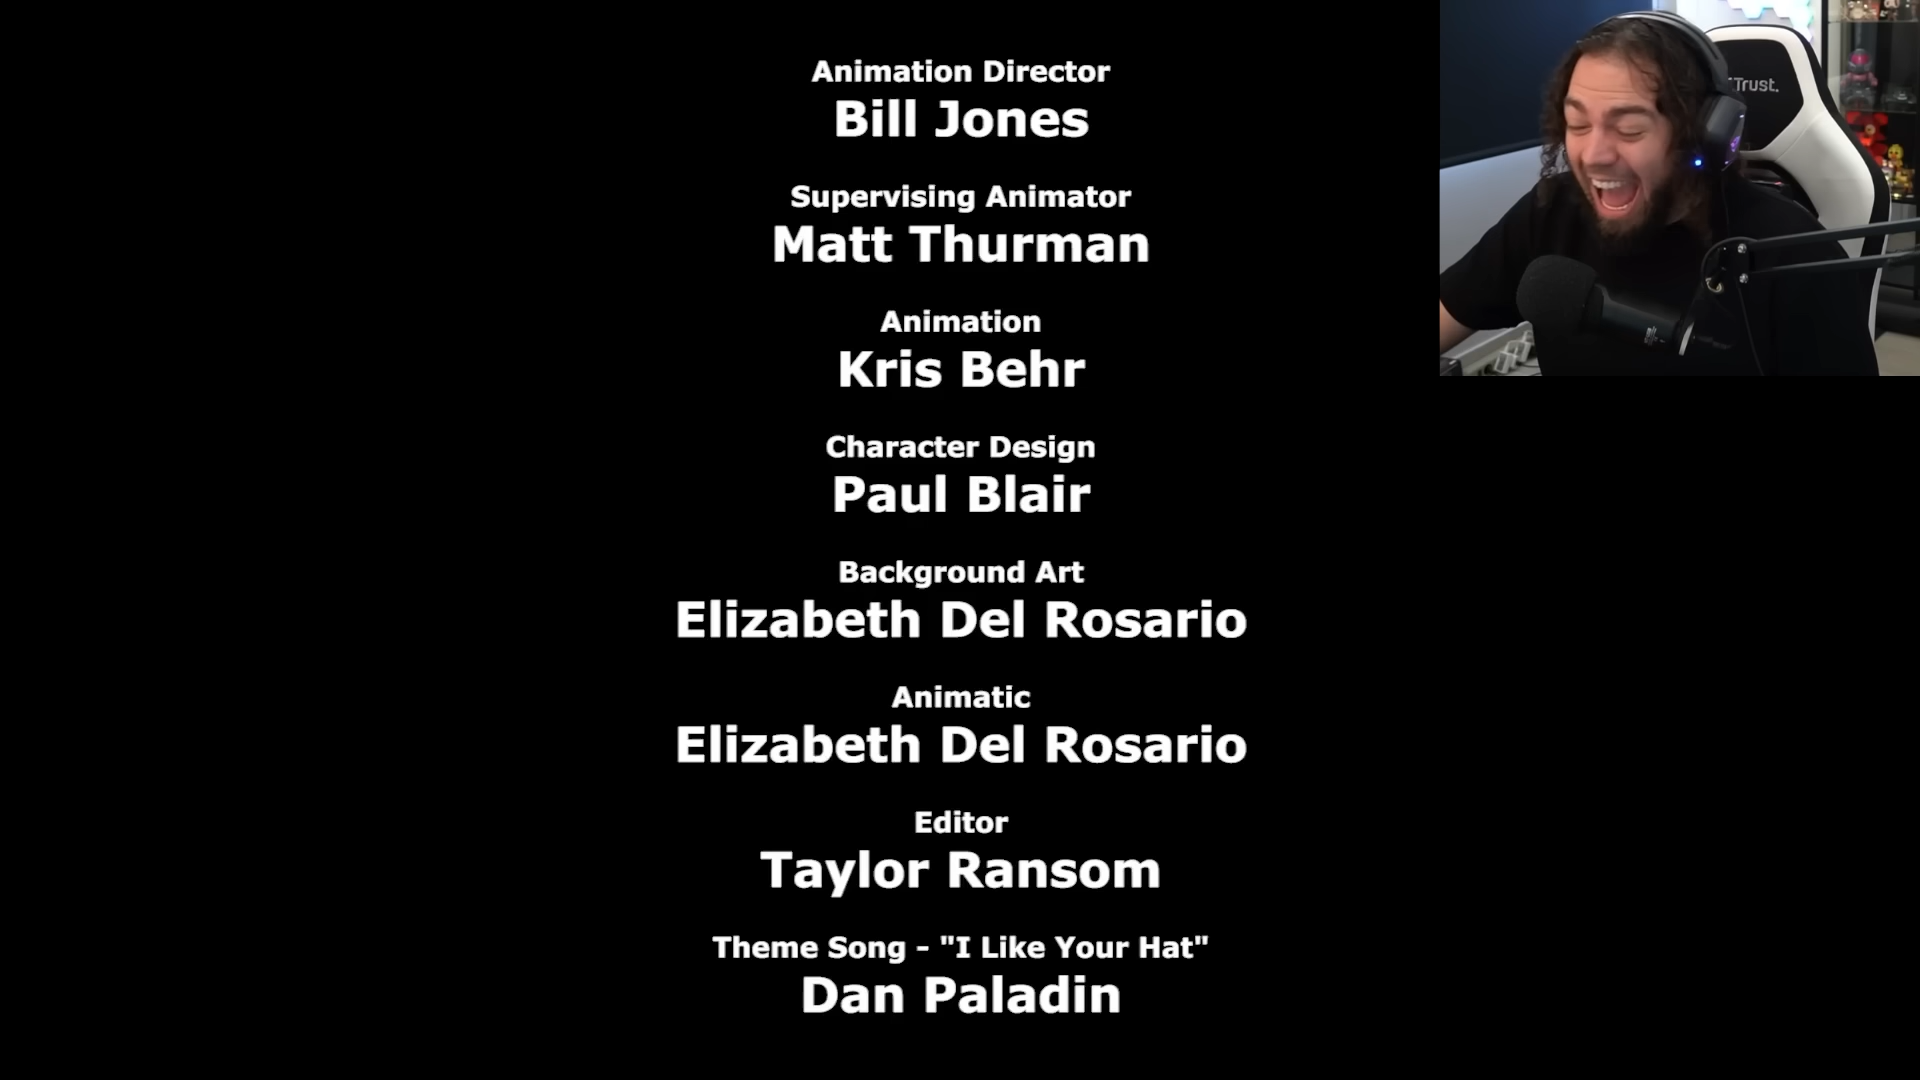 Animation Director
Bill Jones
Supervising Animator
Matt Thurman
Animation
Kris Behr
Character Design
Paul Blair
Background Art
Elizabeth Del Rosario
Animatic
Elizabeth Del Rosario
Editor
Taylor Ransom
Theme Song - "I Like Your Hat"
Dan Paladin
Trust.